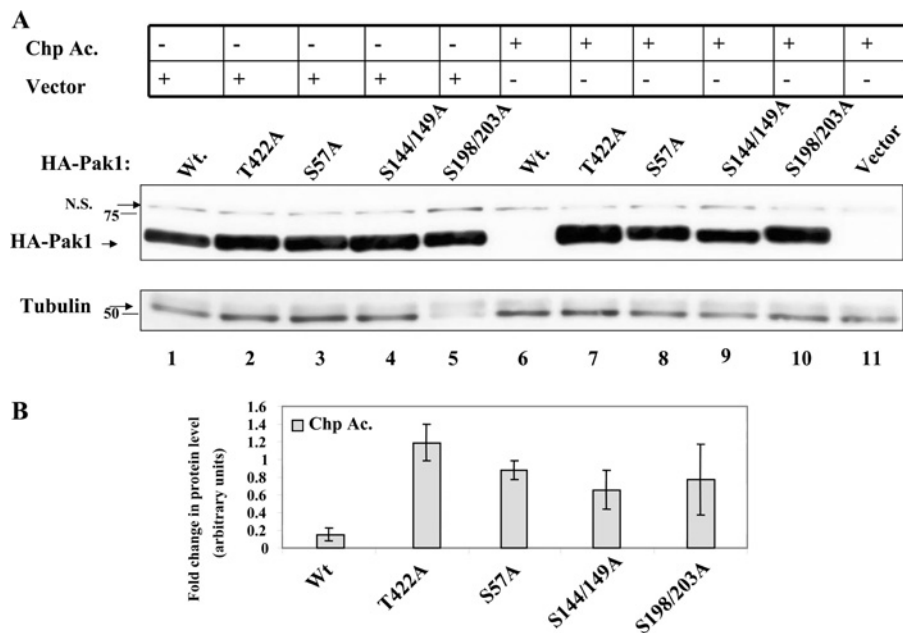 A
Chp Ac. - - - - - + + + + + +
Vector + + + + + - - - - - -
HA-Pak1: Wt. T422A S57A S144/149A S198/203A Wt. T422A S57A S144/149A S198/203A Vector
N.S.
75
HA-Pak1
Tubulin
50
1 2 3 4 5 6 7 8 9 10 11
B
Fold change in protein level
(arbitrary units)
1.6
1.4
1.2
1
0.8
0.6
0.4
0.2
0
Chp Ac.
Wt T422A S57A S144/149A S198/203A